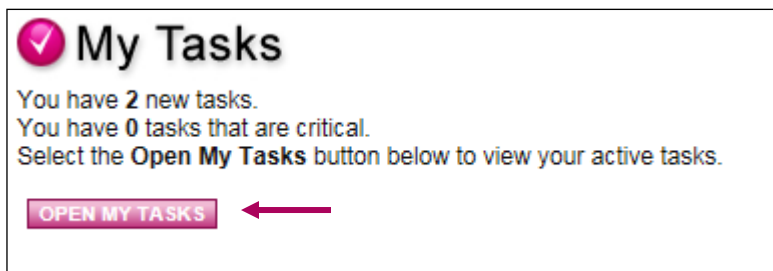 My Tasks
You have 2 new tasks.
You have 0 tasks that are critical.
Select the Open My Tasks button below to view your active tasks.
OPEN MY TASKS